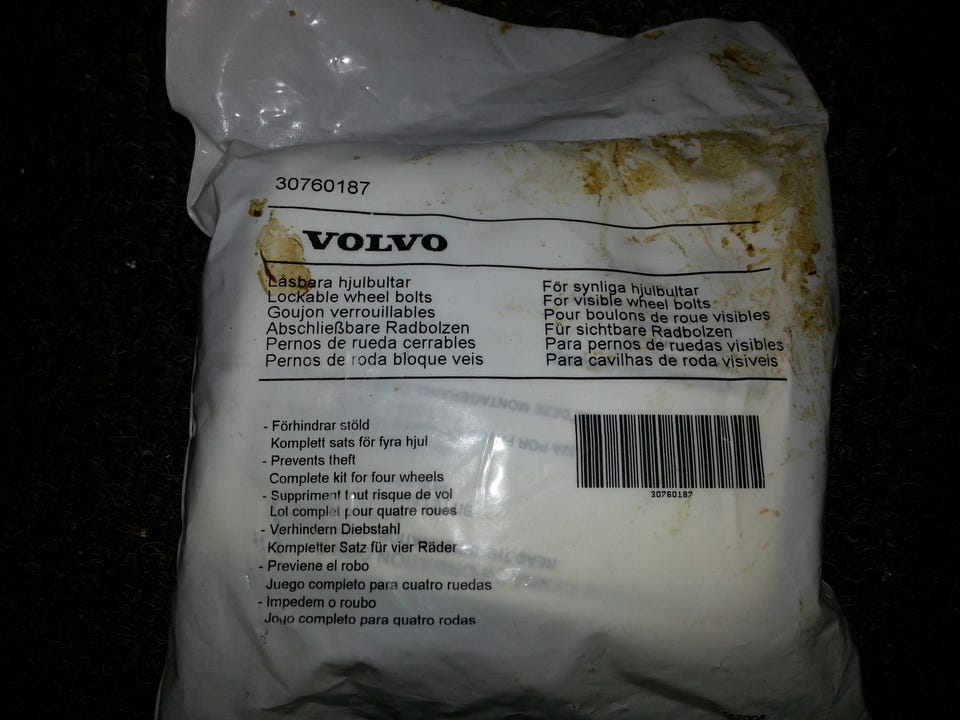 30760187
VOLVO
Låsbara hjulbultar
Lockable wheel bolts
Goujon verrouillables
Abschließbare Radbolzen
Pernos de rueda cerrables
Pernos de roda bloque veis
För synliga hjulbultar
For visible wheel bolts
Pour boulons de roue visibles
Für sichtbare Radbolzen
Para pernos de ruedas visibles
Para cavilhas de roda visiveis
- Förhindrar stöld
Komplett sats för fyra hjul
- Prevents theft
Complete kit for four wheels
- Suppriment tout risque de vol
Lot complet pour quatre roues
- Verhindern Diebstahl
Kompletter Satz für vier Räder
- Previene el robo
Juego completo para cuatro ruedas
- Impedem o roubo
Jogo completo para quatro rodas
30760187